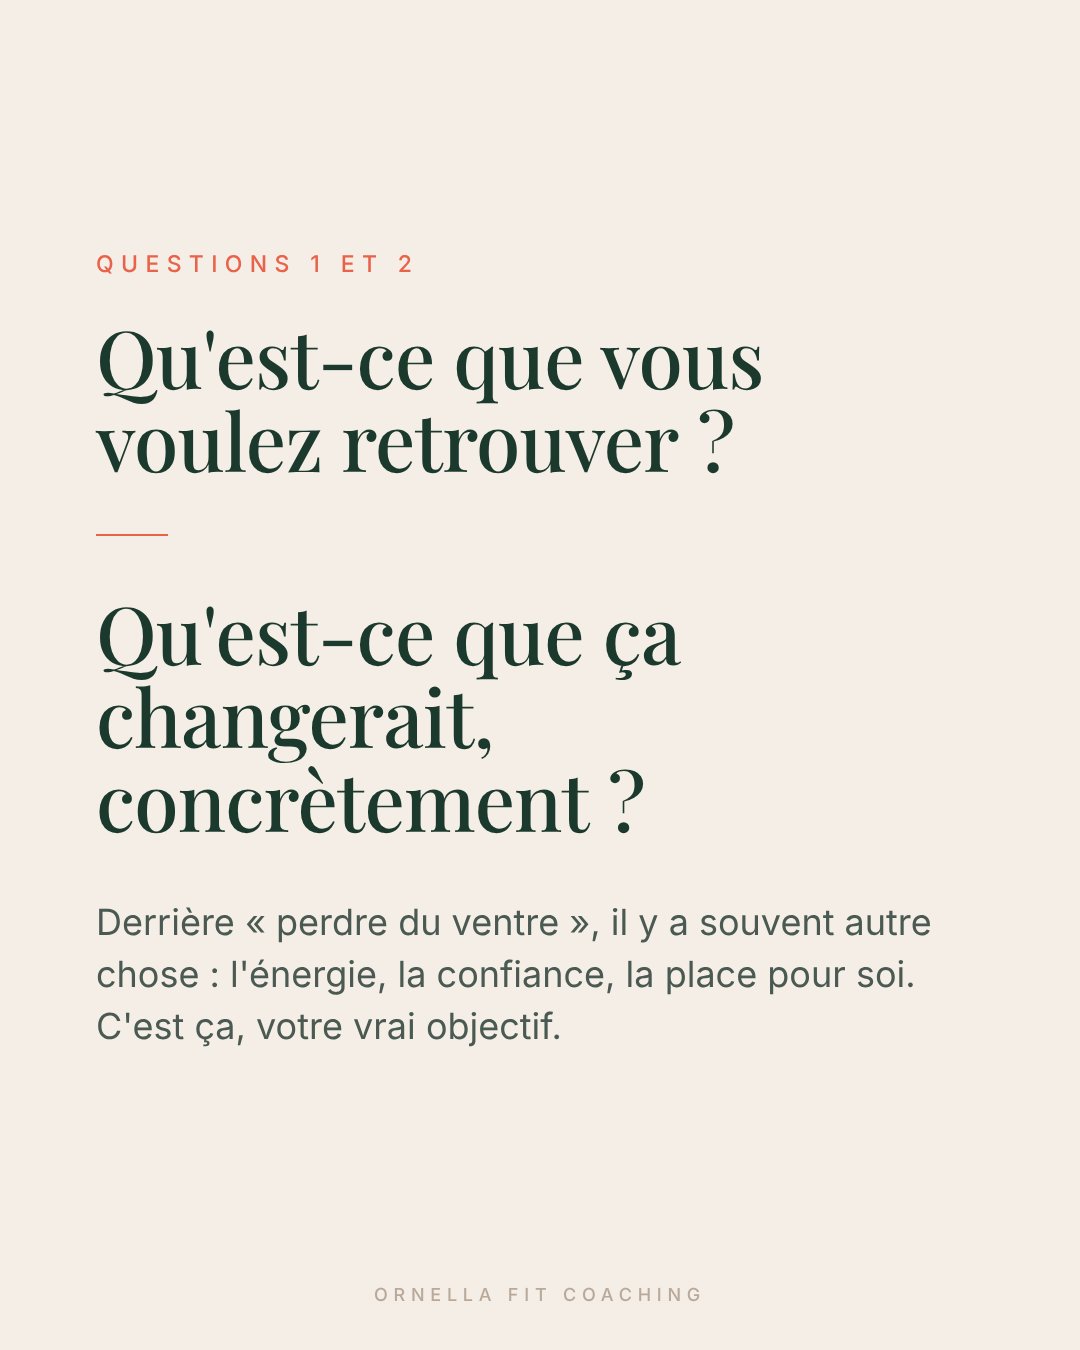 QUESTIONS 1 ET 2
Qu'est-ce que vous
voulez retrouver ?
Qu'est-ce que ça
changerait,
concrètement ?
Derrière « perdre du ventre », il y a souvent autre
chose : l'énergie, la confiance, la place pour soi.
C'est ça, votre vrai objectif.
ORNELLA FIT COACHING